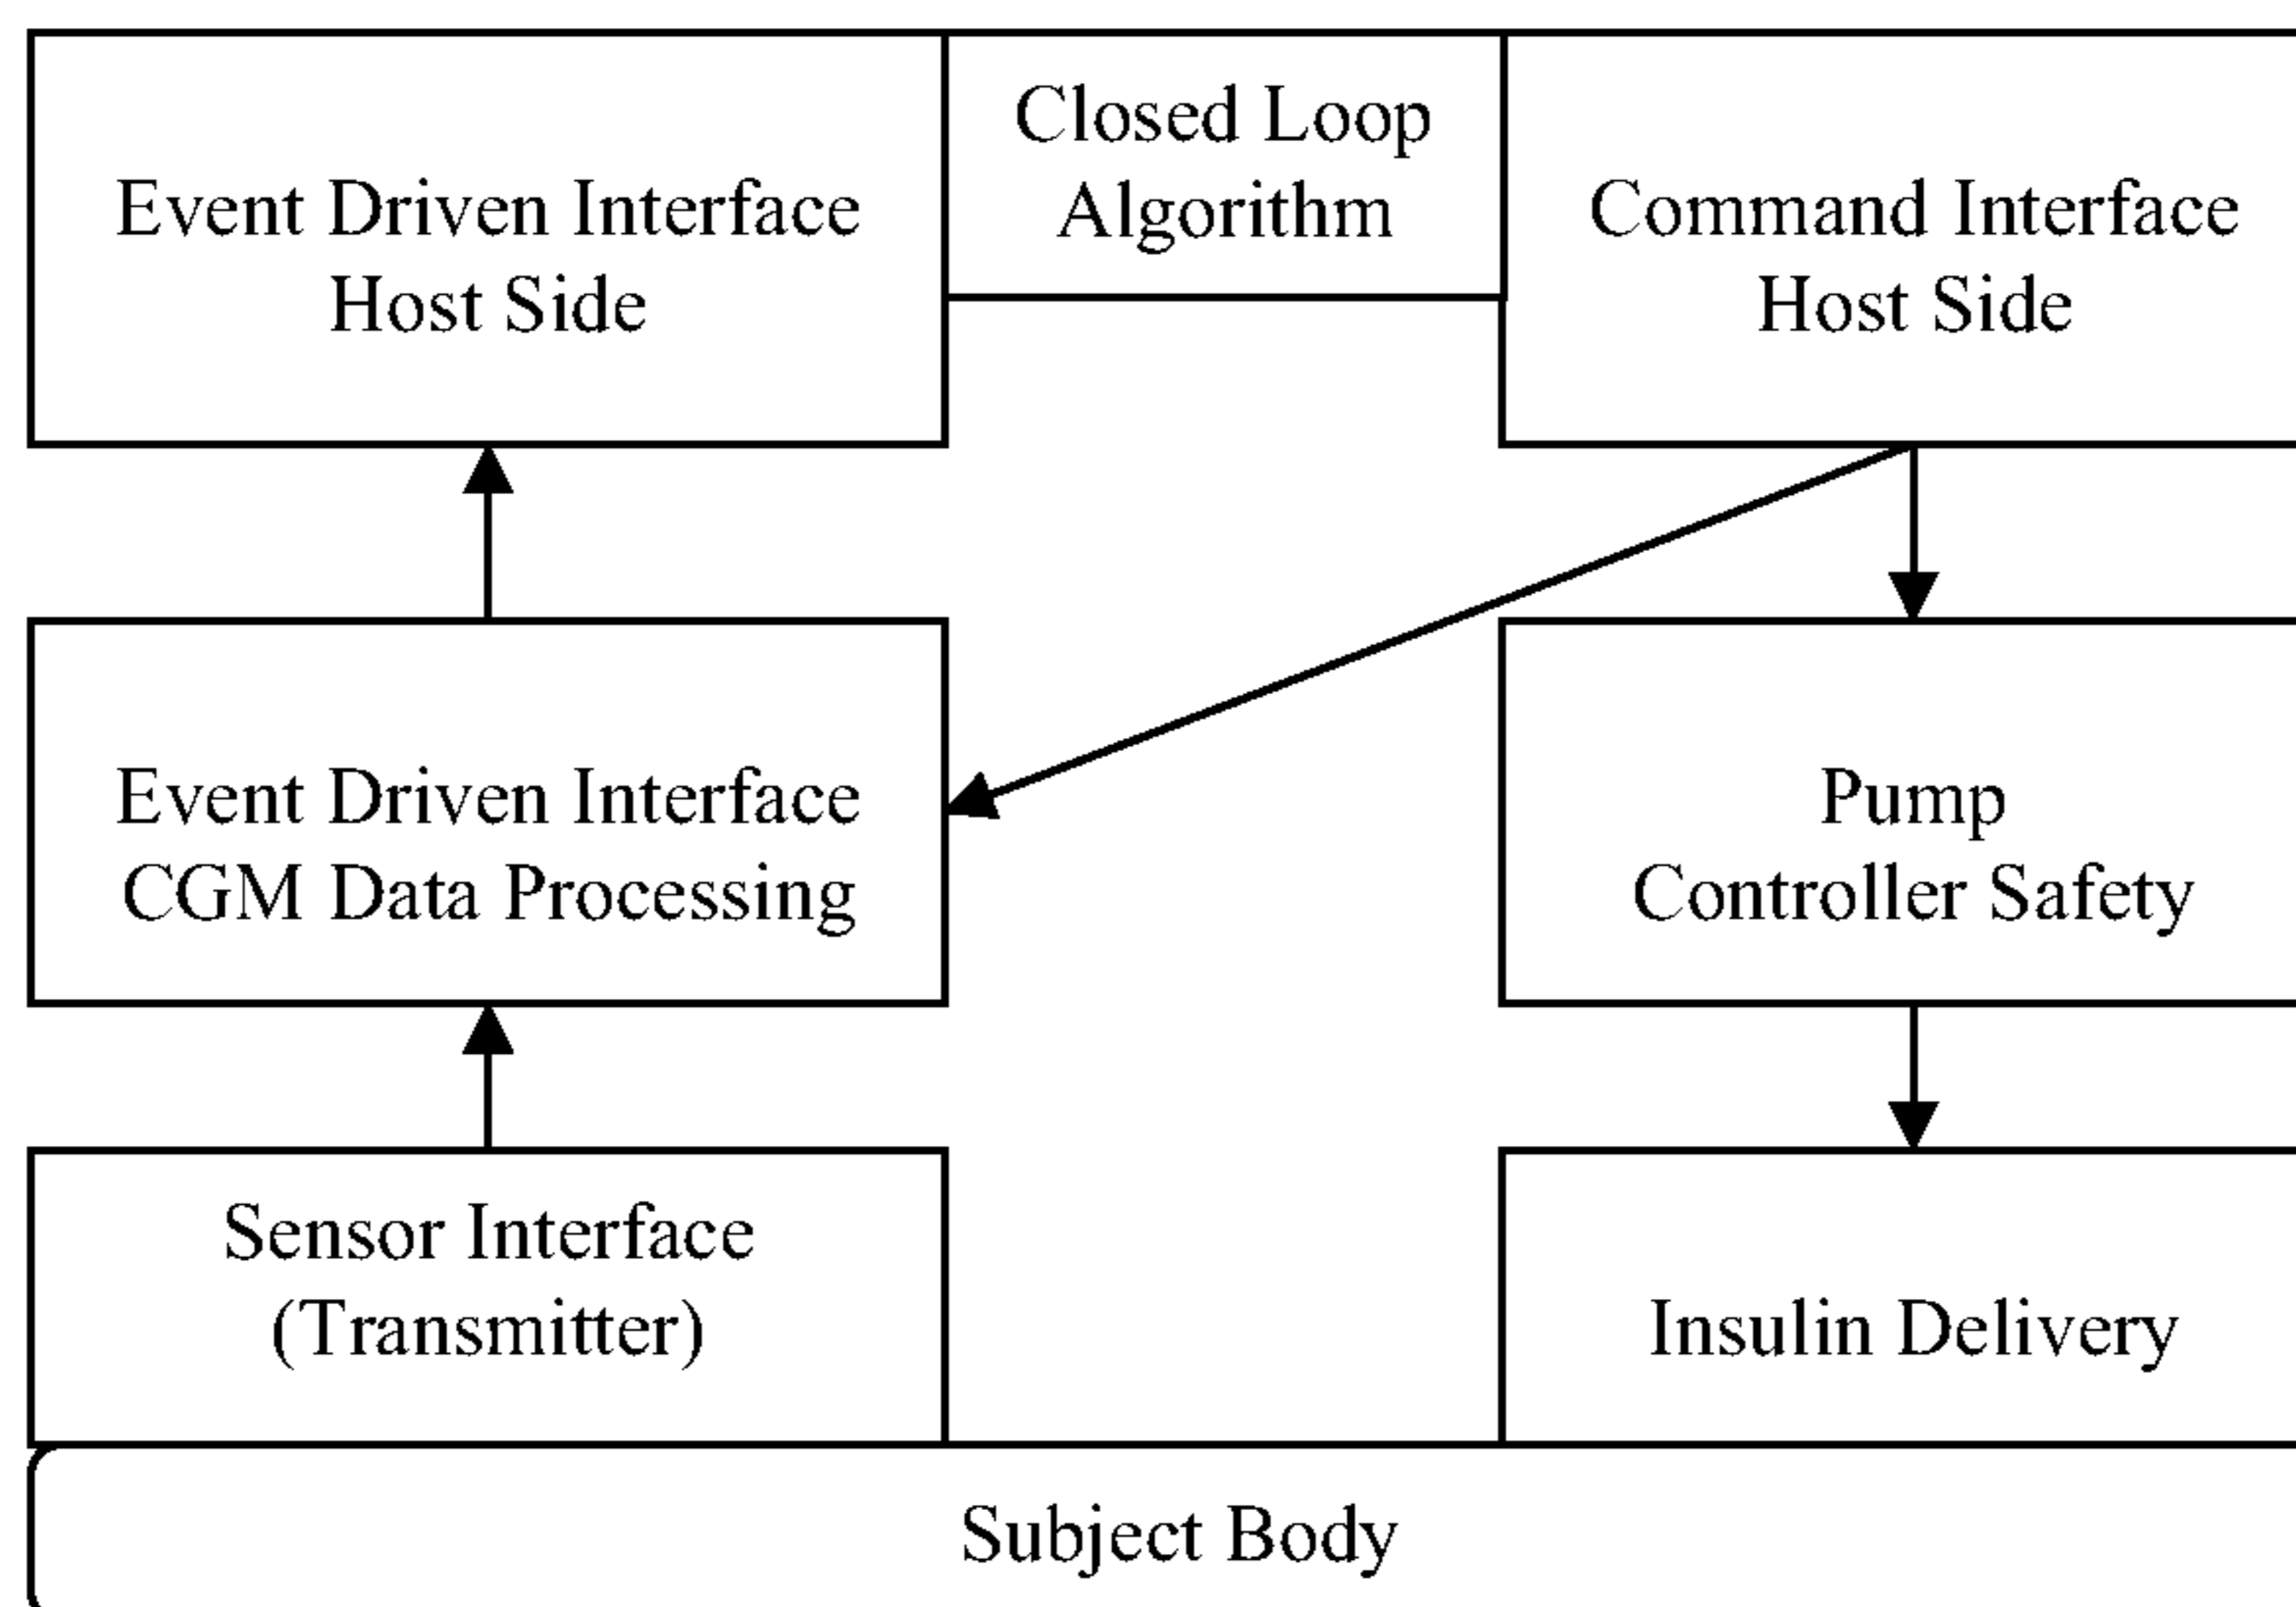 Event Driven Interface
Host Side
Closed Loop
Algorithm
Command Interface
Host Side
Event Driven Interface
CGM Data Processing
Pump
Controller Safety
Sensor Interface
(Transmitter)
Insulin Delivery
Subject Body